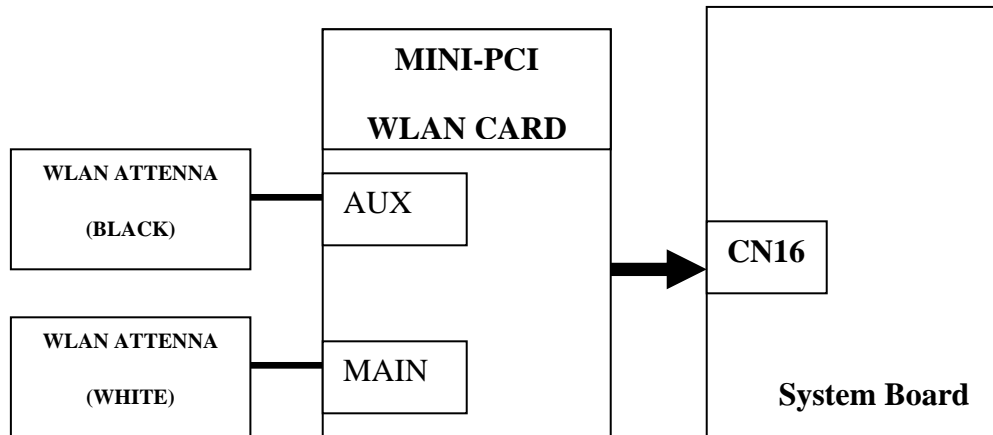 MINI-PCI
WLAN CARD
WLAN ATTENNA
(BLACK)
AUX
CN16
WLAN ATTENNA
(WHITE)
MAIN
System Board